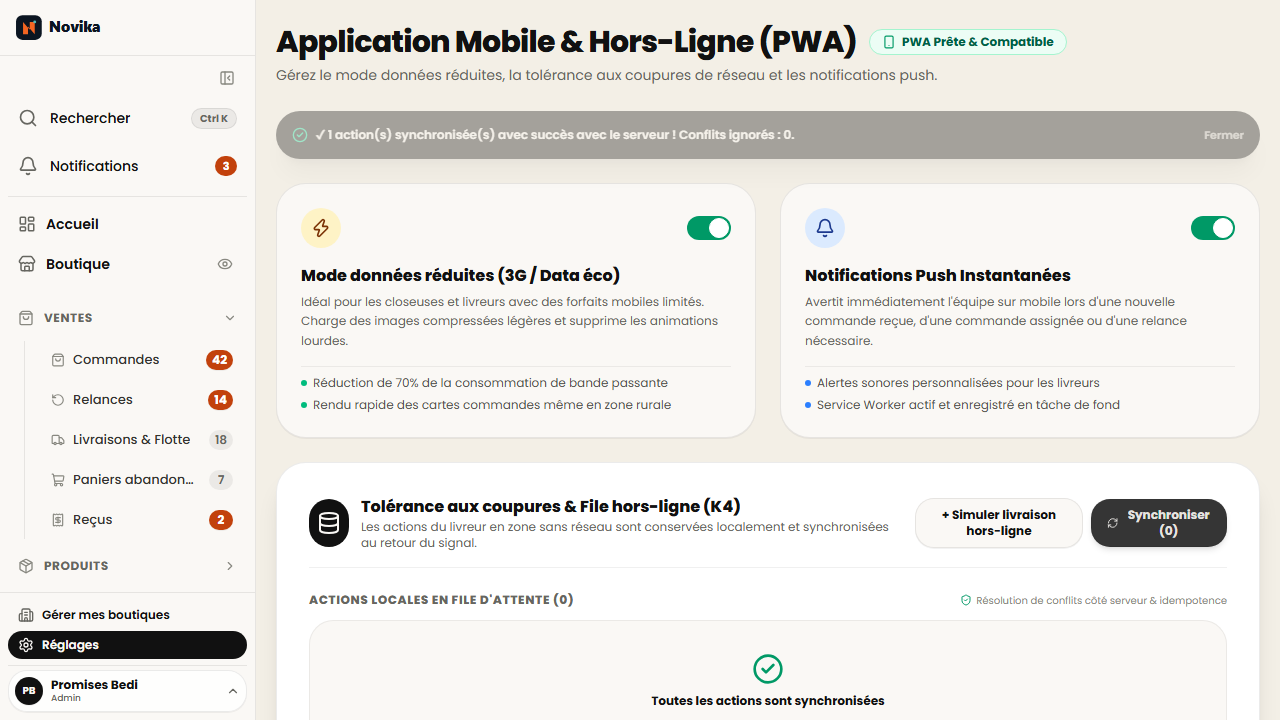 Novika
Rechercher
Ctrl K
Notifications
3
Accueil
Boutique
VENTES
Commandes
42
Relances
14
Livraisons & Flotte
18
Paniers abandon...
7
Reçus
2
PRODUITS
Gérer mes boutiques
Réglages
PB
Promises Bedi
Admin
Application Mobile & Hors-Ligne (PWA)
PWA Prête & Compatible
Gérez le mode données réduites, la tolérance aux coupures de réseau et les notifications push.
✓ 1 action(s) synchronisée(s) avec succès avec le serveur ! Conflits ignorés : 0.
Fermer
Mode données réduites (3G / Data éco)
Idéal pour les closeuses et livreurs avec des forfaits mobiles limités.
Charge des images compressées légères et supprime les animations
lourdes.
Réduction de 70% de la consommation de bande passante
Rendu rapide des cartes commandes même en zone rurale
Notifications Push Instantanées
Avertit immédiatement l'équipe sur mobile lors d'une nouvelle
commande reçue, d'une commande assignée ou d'une relance
nécessaire.
Alertes sonores personnalisées pour les livreurs
Service Worker actif et enregistré en tâche de fond
Tolérance aux coupures & File hors-ligne (K4)
Les actions du livreur en zone sans réseau sont conservées localement et synchronisées
au retour du signal.
+ Simuler livraison
hors-ligne
Synchroniser
(0)
ACTIONS LOCALES EN FILE D'ATTENTE (0)
Résolution de conflits côté serveur & idempotence
Toutes les actions sont synchronisées